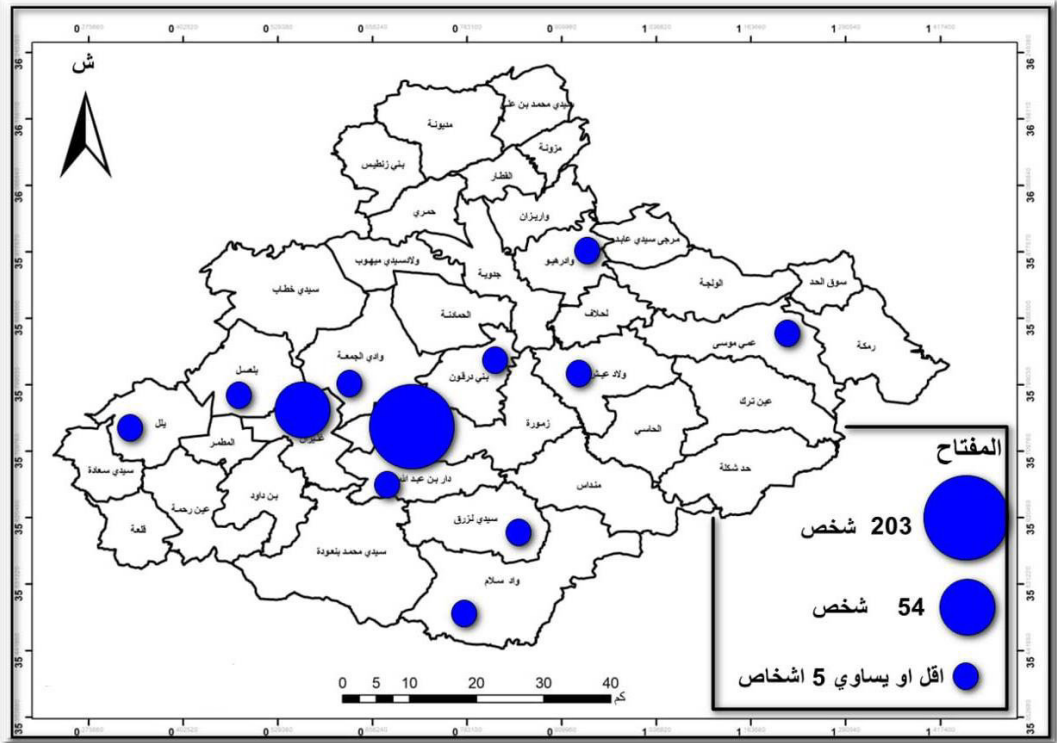 ش
سيدي محمد بن علي
مديونة
مزونة
بني زنطيس
القطار
حمري
واريزان
مرجى سيدي عابد
وادرهيو
ولادسيدي ميهوب
جدوية
الولجة
سوق الحد
سيدي خطاب
الحمادنة
لحلاف
عمي موسى
رمكة
وادي الجمعة
يلعسل
بني درقون
ولاد عيش
عين ترك
يلل
زمورة
الحاسي
المطمر
غليزان
سيدي سعادة
دار بن عبد الله
حد شكلة
منداس
بن داود
عين رحمة
سيدي لزرق
قلعة
سيدي محمد بنعودة
واد سلام
المفتاح
203 شخص
54 شخص
اقل او يساوي 5 اشخاص
0 5 10 20 30 40
كم